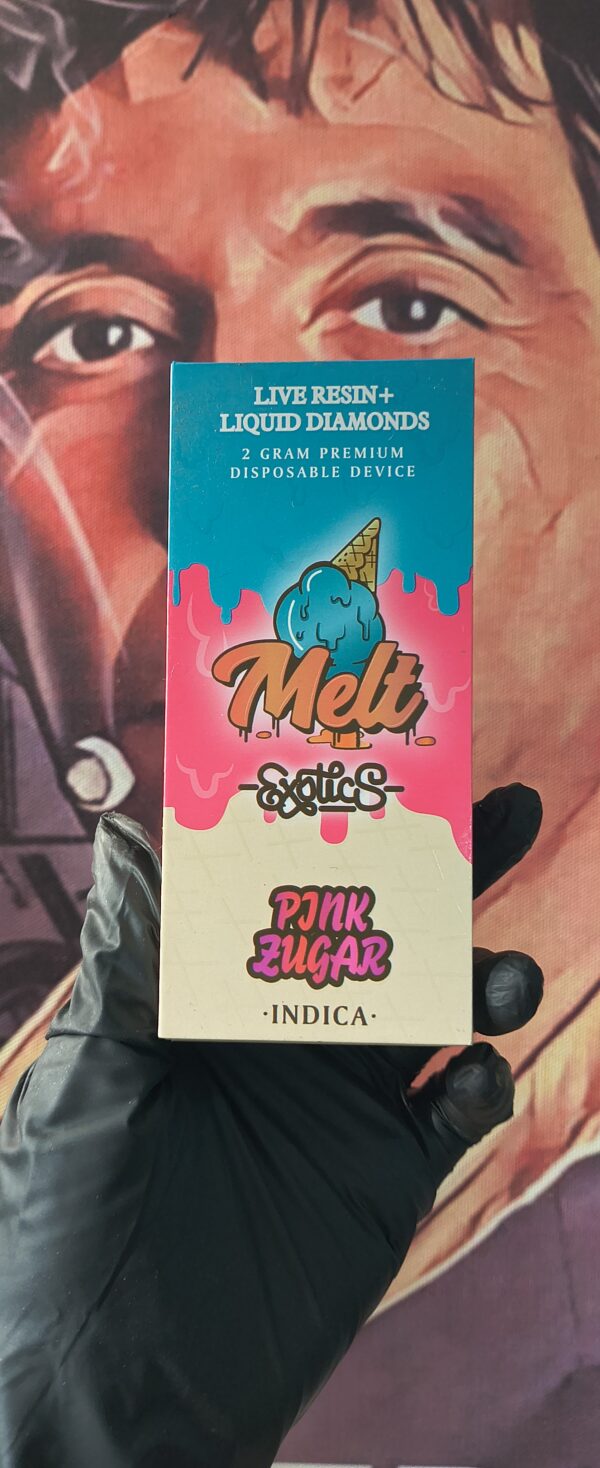 LIVE RESIN+
LIQUID DIAMONDS
2 GRAM PREMIUM
DISPOSABLE DEVICE
Melt
-Exotics-
PINK
ZUGAR
·INDICA·